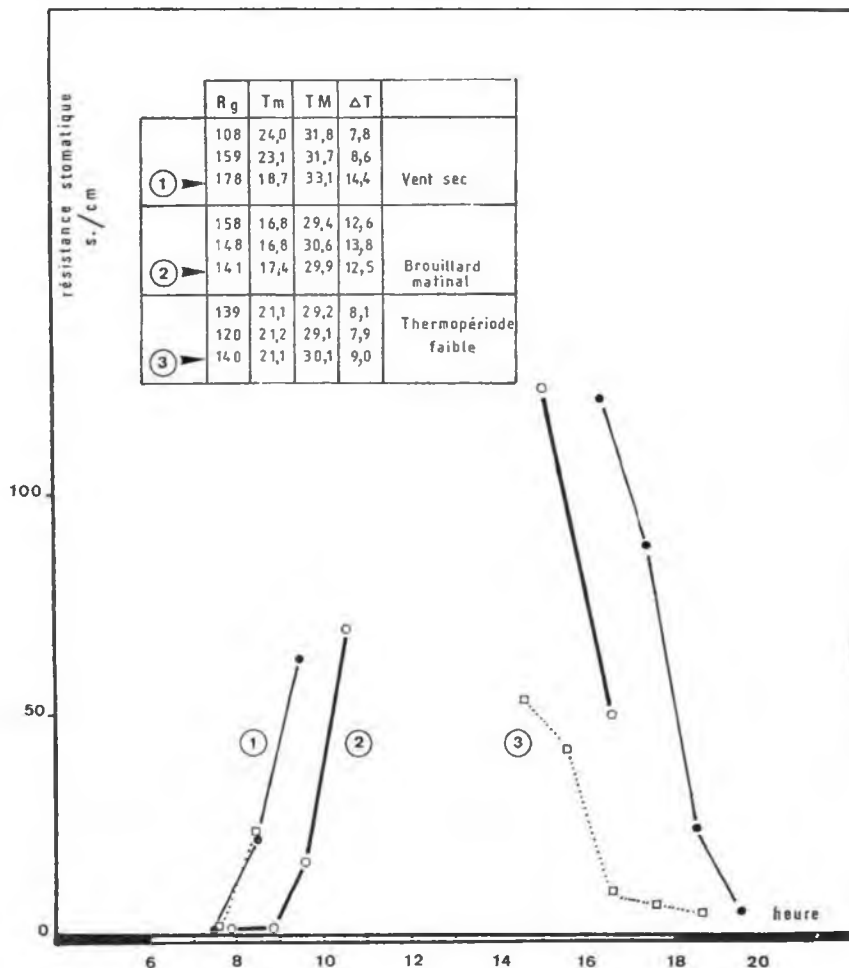 résistance stomatique
s./cm
Rg Tm TM ΔT
108 24,0 31,8 7,8
159 23,1 31,7 8,6
1 178 18,7 33,1 14,4 Vent sec
158 16,8 29,4 12,6
148 16,8 30,6 13,8
2 141 17,4 29,9 12,5 Brouillard
matinal
139 21,1 29,2 8,1
120 21,2 29,1 7,9 Thermopériode
faible
3 140 21,1 30,1 9,0
100
50
1 2 3
0
heure
6 8 10 12 14 16 18 20